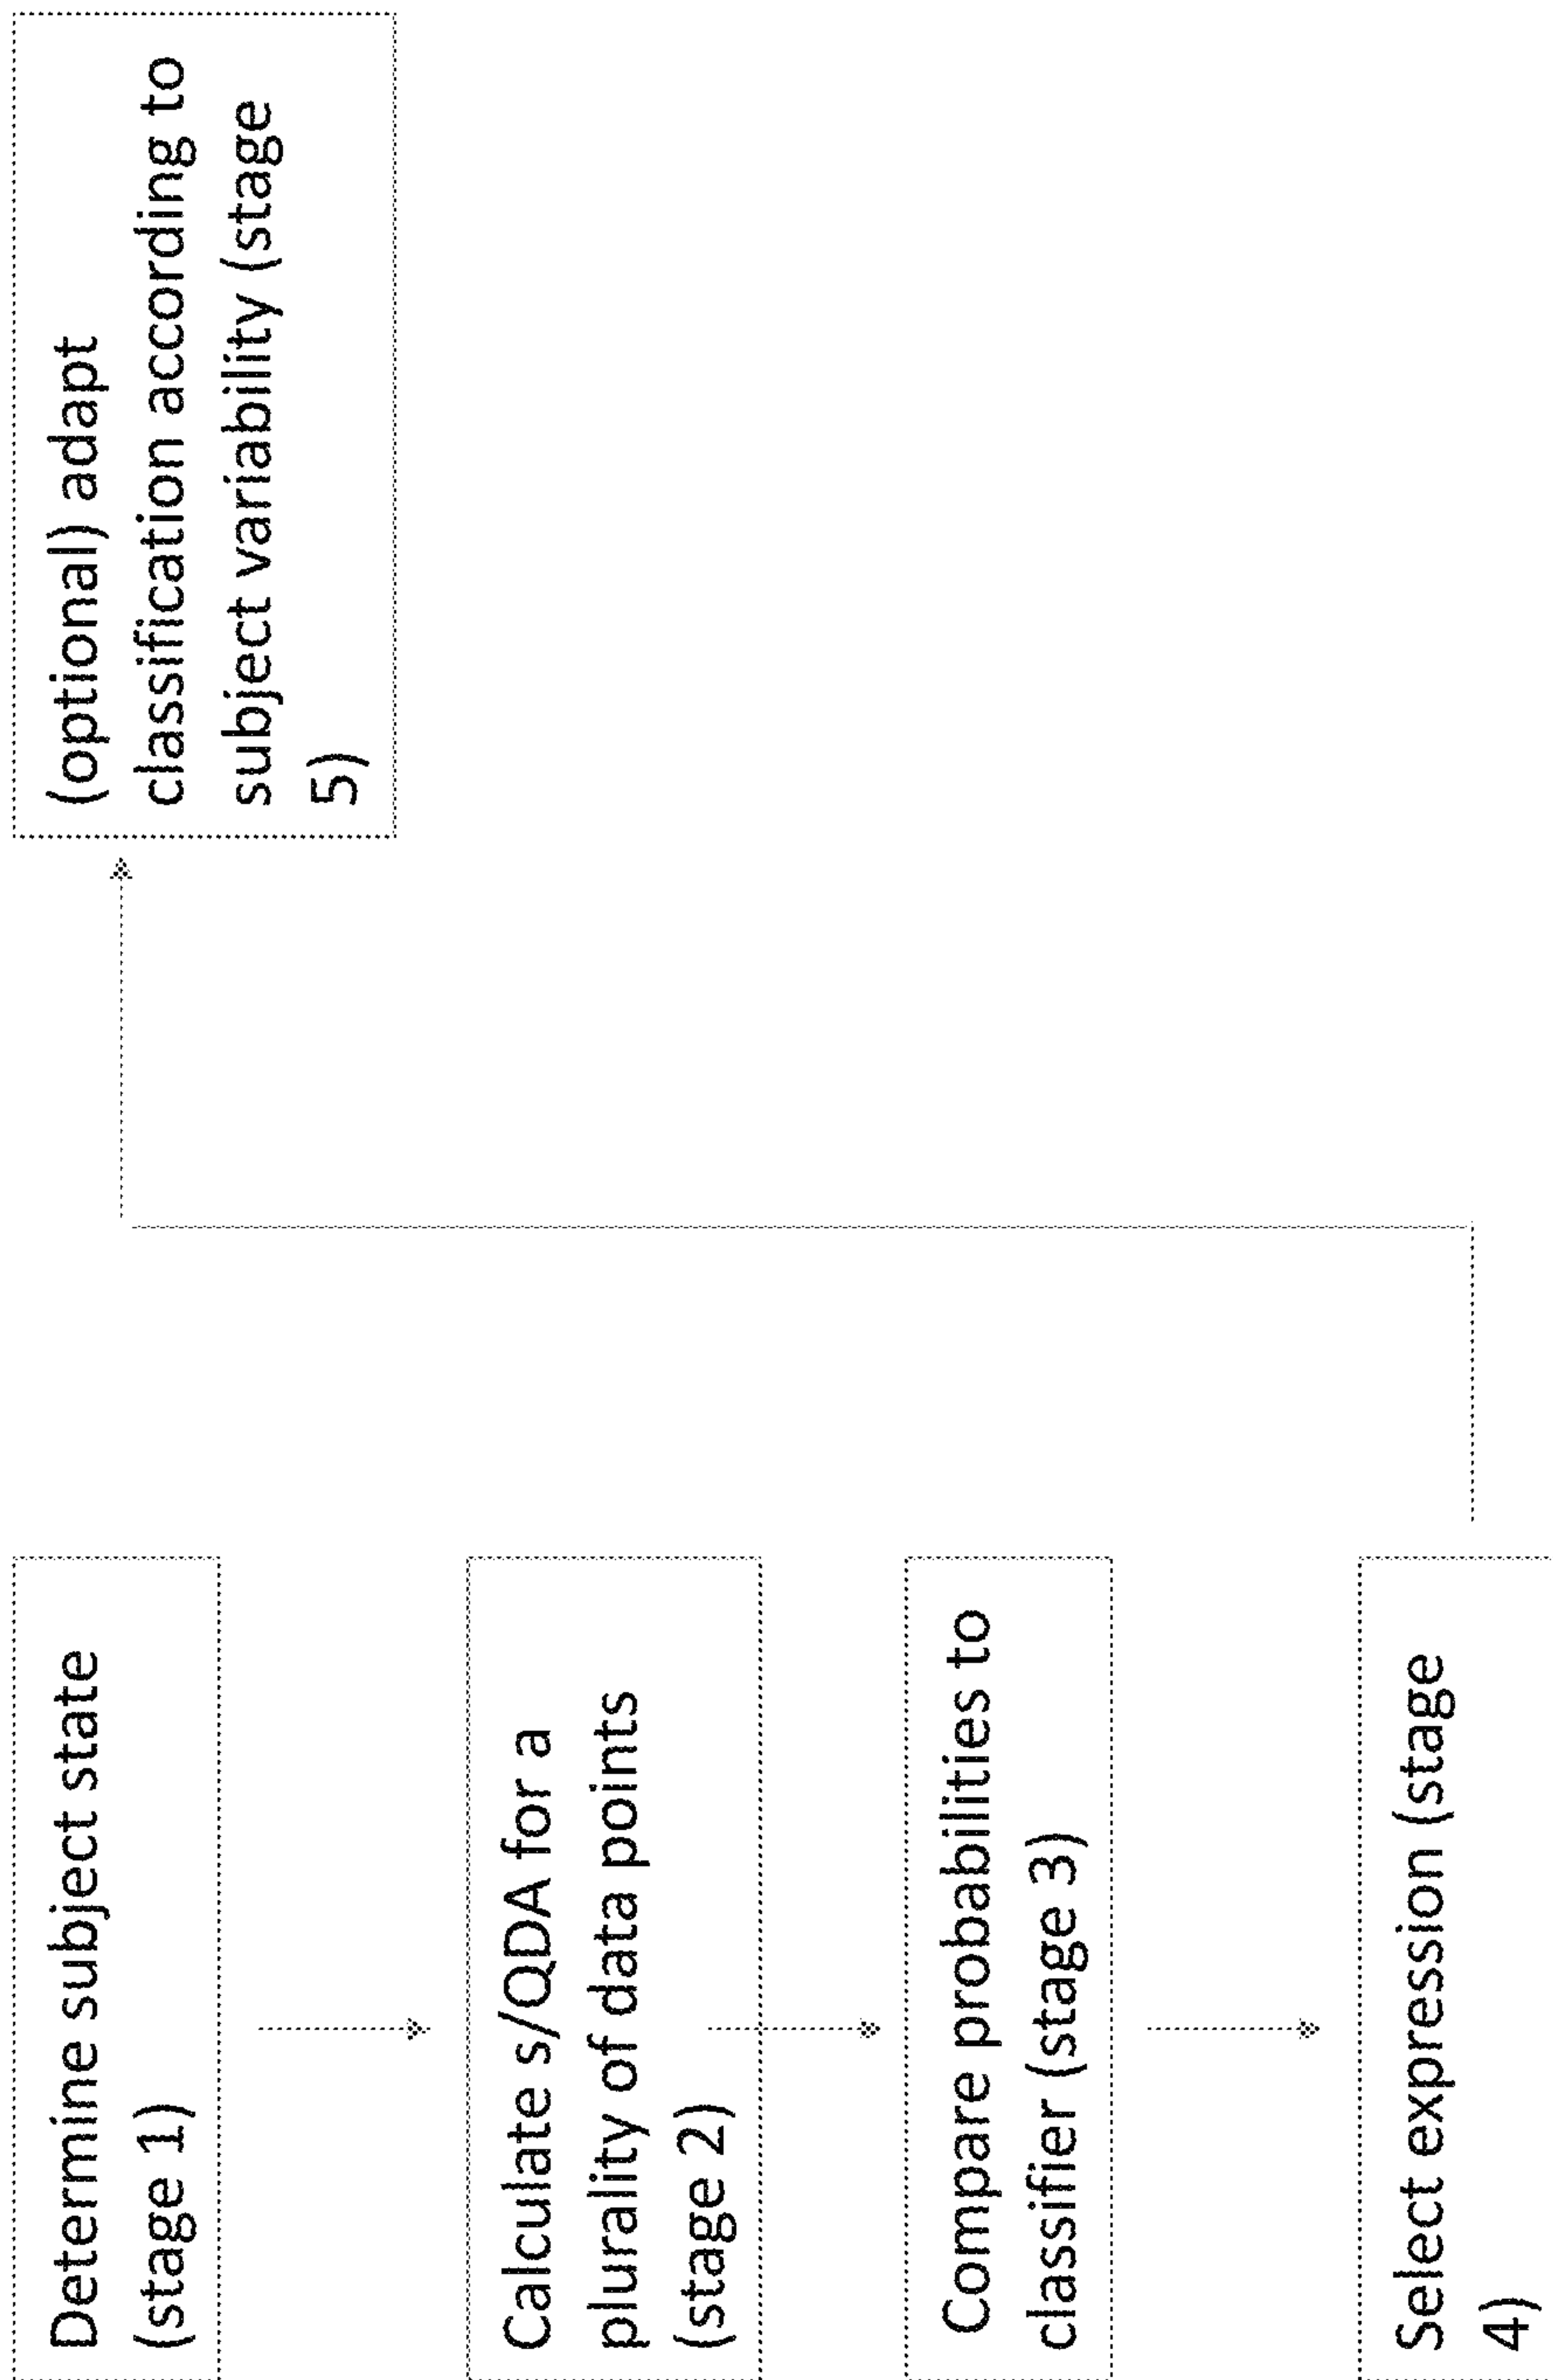 Determine subject state
(stage 1)
Calculate s/QDA for a
plurality of data points
(stage 2)
Compare probabilities to
classifier (stage 3)
Select expression (stage
4)
(optional) adapt
classification according to
subject variability (stage
5)